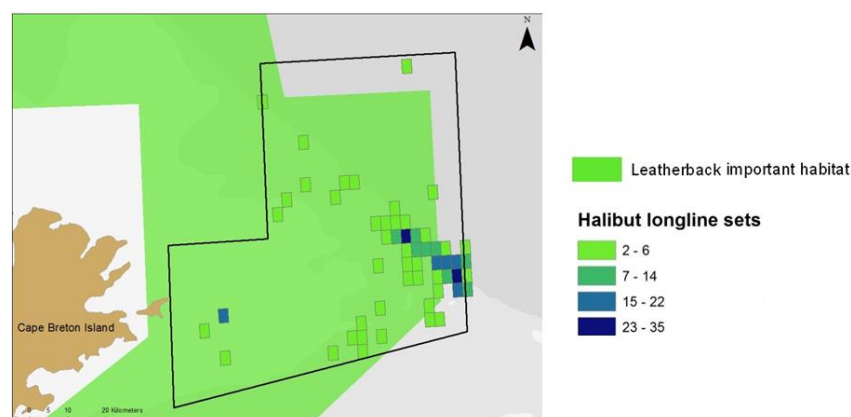 N
Cape Breton Island
0 5 10 20 Kilometers
Leatherback important habitat
Halibut longline sets
2 - 6
7 - 14
15 - 22
23 - 35